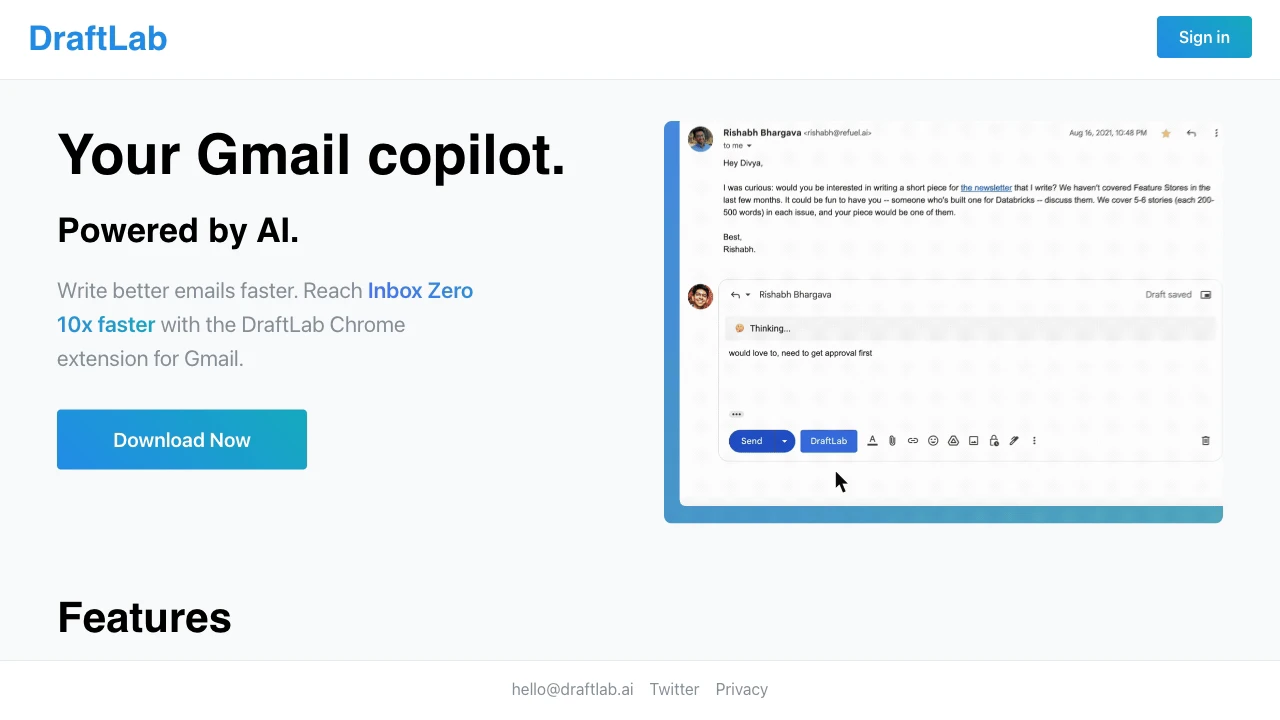 DraftLab
Sign in
Your Gmail copilot.
Powered by AI.
Write better emails faster. Reach Inbox Zero
10x faster with the DraftLab Chrome
extension for Gmail.
Download Now
Rishabh Bhargava <rishabh@refuel.ai>
Aug 16, 2021, 10:48 PM
to me
Hey Divya,
I was curious: would you be interested in writing a short piece for the newsletter that I write? We haven't covered Feature Stores in the
last few months. It could be fun to have you -- someone who's built one for Databricks -- discuss them. We cover 5-6 stories (each 200-
500 words) in each issue, and your piece would be one of them.
Best,
Rishabh.
Rishabh Bhargava
Draft saved
Thinking...
would love to, need to get approval first
Send
DraftLab
Features
hello@draftlab.ai Twitter Privacy